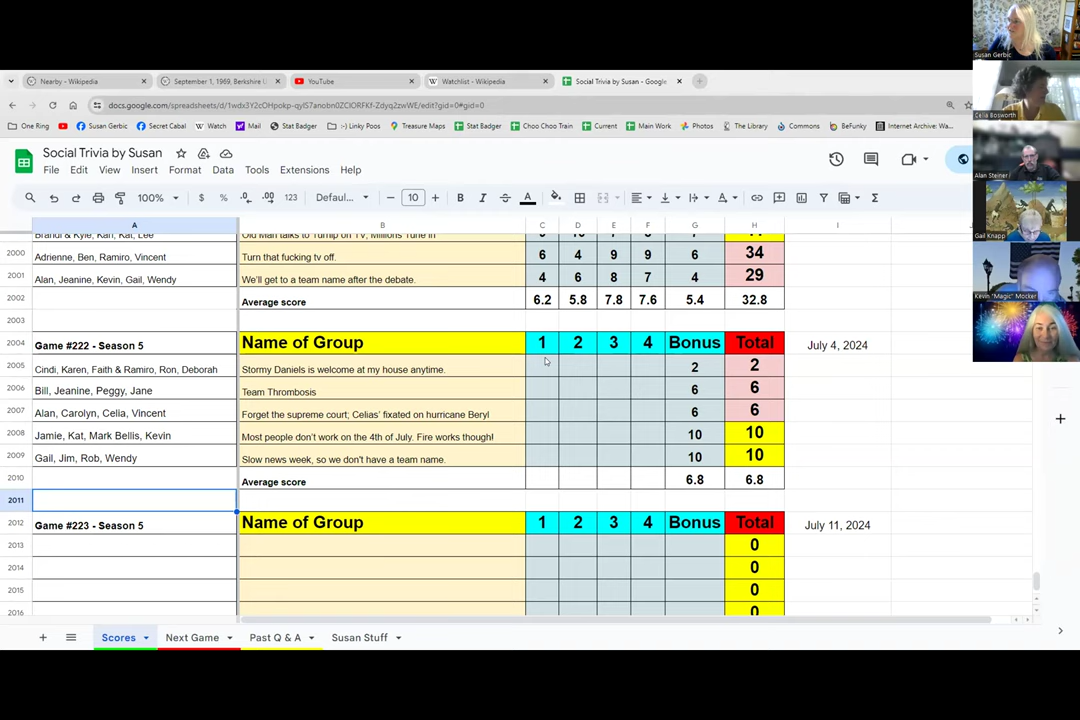 Nearby - Wikipedia
September 1, 1969, Berkshire U
YouTube
Watchlist - Wikipedia
Social Trivia by Susan - Google
One Ring
Susan Gerbic
Secret Cabal
Watch
Mail
Stat Badger
:-) Linky Poos
Treasure Maps
Stat Badger
Choo Choo Train
Current
Main Work
Photos
The Library
Commons
BeFunky
Internet Archive: Wa
Social Trivia by Susan
File Edit View Insert Format Data Tools Extensions Help
100% $ % .0 .00 123 Defaul... 10 B I A
A B C D E F G H I
2000 Adrienne, Ben, Ramiro, Vincent Turn that fucking tv off. 6 4 9 9 6 34
2001 Alan, Jeanine, Kevin, Gail, Wendy We'll get to a team name after the debate. 4 6 8 7 4 29
2002 Average score 6.2 5.8 7.8 7.6 5.4 32.8
2003
2004 Game #222 - Season 5 Name of Group 1 2 3 4 Bonus Total July 4, 2024
2005 Cindi, Karen, Faith & Ramiro, Ron, Deborah Stormy Daniels is welcome at my house anytime. 2 2
2006 Bill, Jeanine, Peggy, Jane Team Thrombosis 6 6
2007 Alan, Carolyn, Celia, Vincent Forget the supreme court; Celias' fixated on hurricane Beryl 6 6
2008 Jamie, Kat, Mark Bellis, Kevin Most people don't work on the 4th of July. Fire works though! 10 10
2009 Gail, Jim, Rob, Wendy Slow news week, so we don't have a team name. 10 10
2010 Average score 6.8 6.8
2011
2012 Game #223 - Season 5 Name of Group 1 2 3 4 Bonus Total July 11, 2024
2013 0
2014 0
2015 0
2016 0
Scores Next Game Past Q & A Susan Stuff
Susan Gerbic
Celia Bosworth
Alan Steiner
Gail Knapp
Kevin "Magic" Mocker